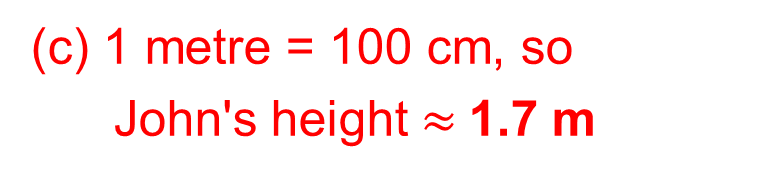 (c) 1 metre = 100 cm, so
John's height ≈ 1.7 m